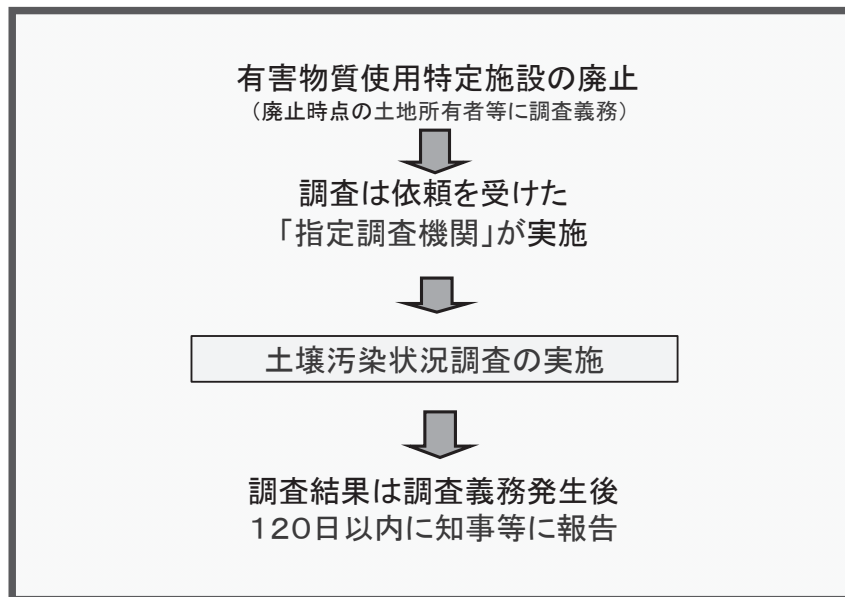 有害物質使用特定施設の廃止
（廃止時点の土地所有者等に調査義務）
調査は依頼を受けた
「指定調査機関」が実施
土壌汚染状況調査の実施
調査結果は調査義務発生後
１２０日以内に知事等に報告